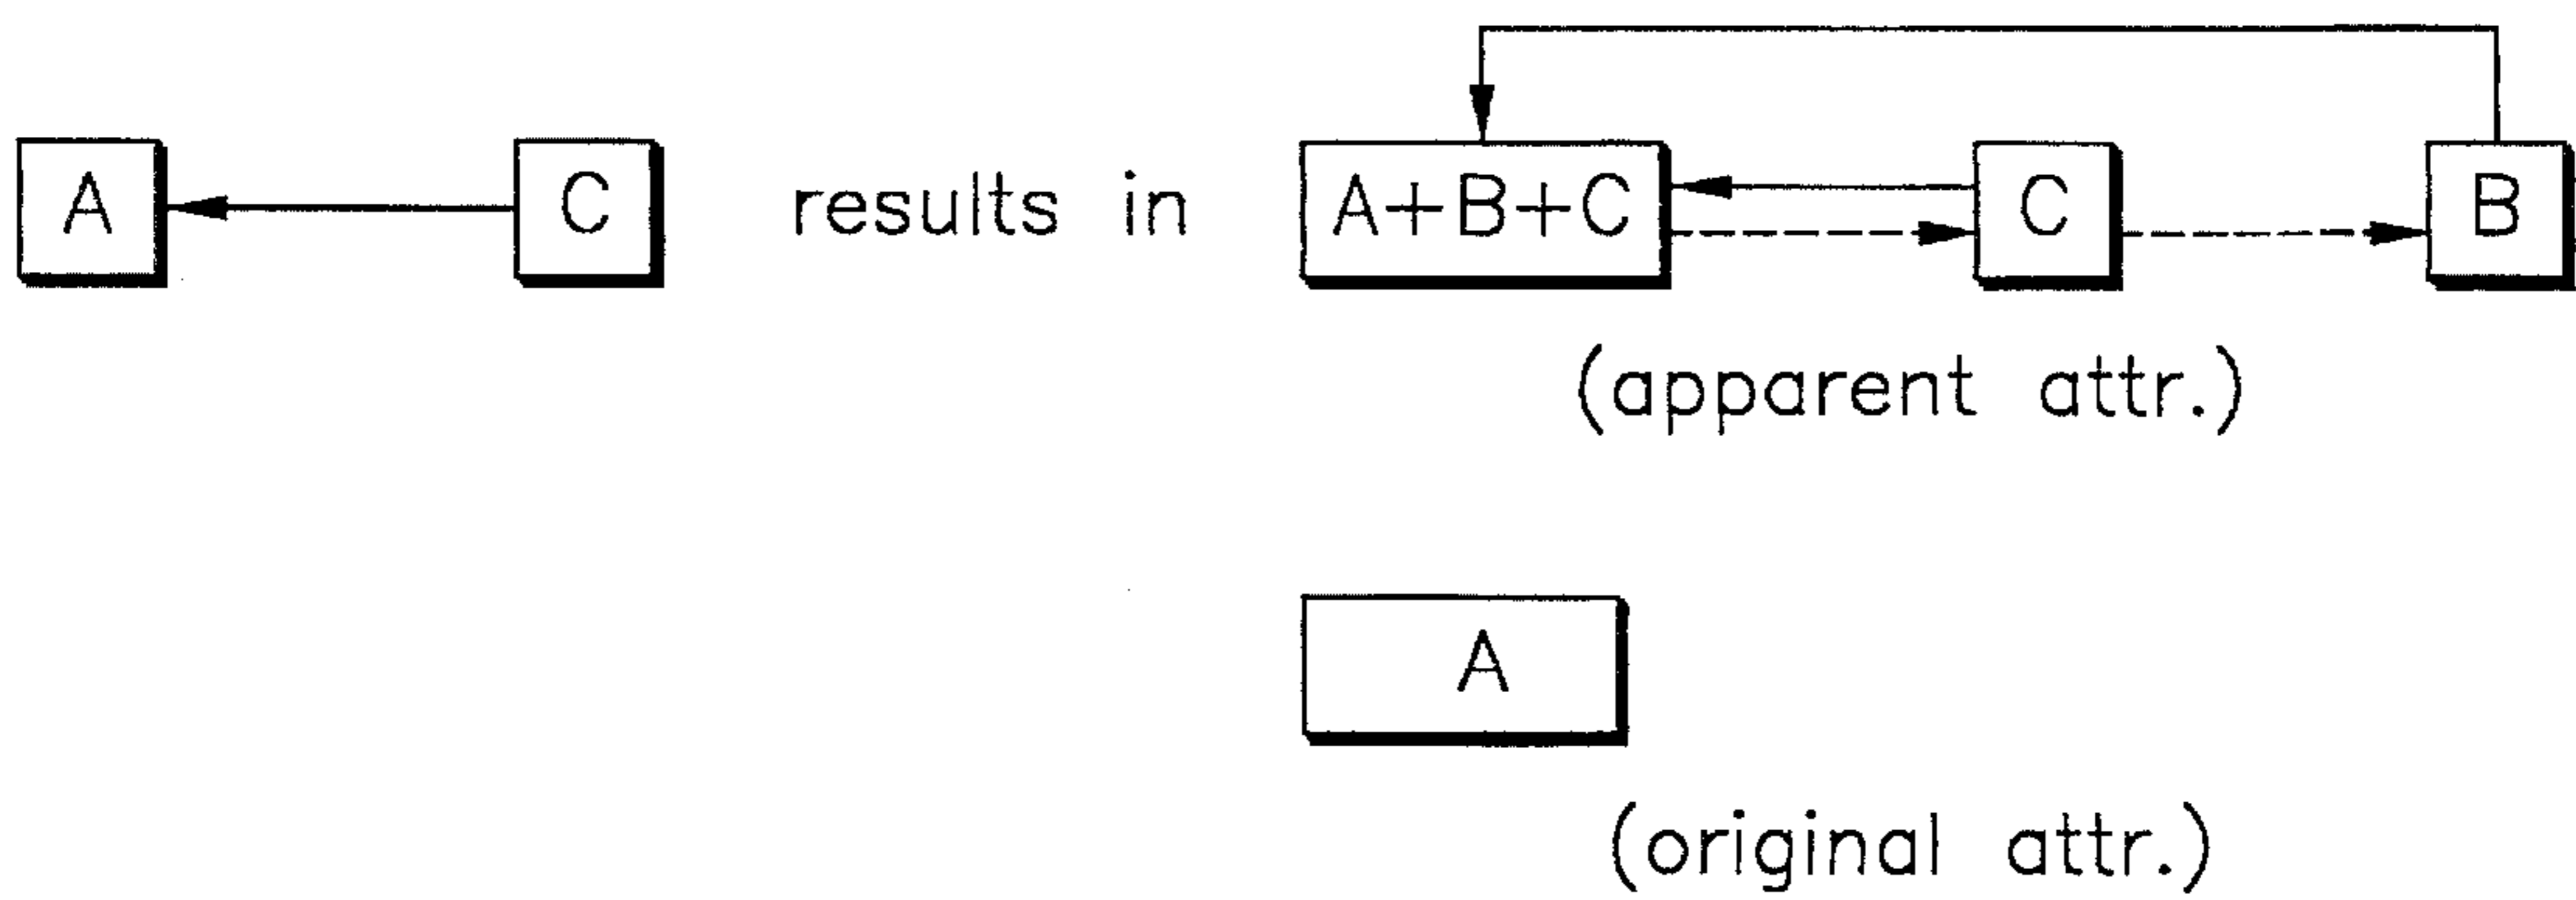 A C results in A+B+C C B
(apparent attr.)
A
(original attr.)